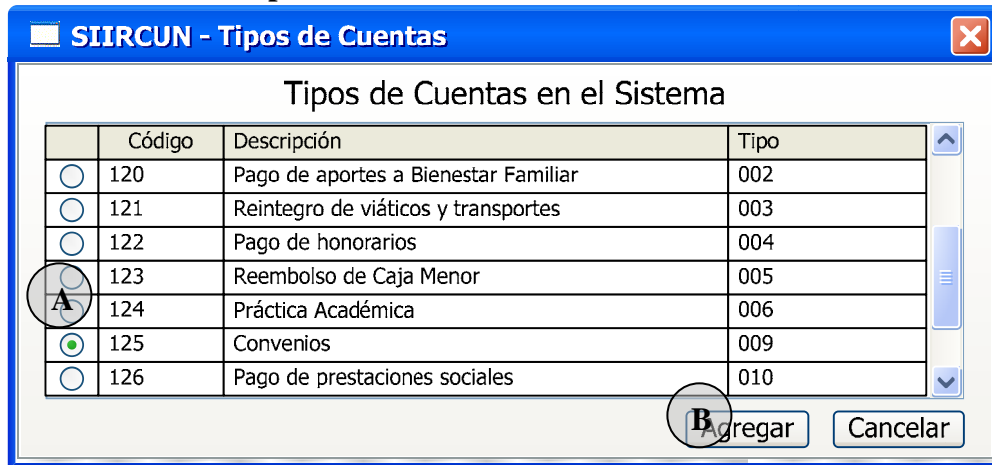 SIIRCUN - Tipos de Cuentas
Tipos de Cuentas en el Sistema
Código Descripción Tipo
120 Pago de aportes a Bienestar Familiar 002
121 Reintegro de viáticos y transportes 003
122 Pago de honorarios 004
123 Reembolso de Caja Menor 005
A
124 Práctica Académica 006
125 Convenios 009
126 Pago de prestaciones sociales 010
B Agregar Cancelar